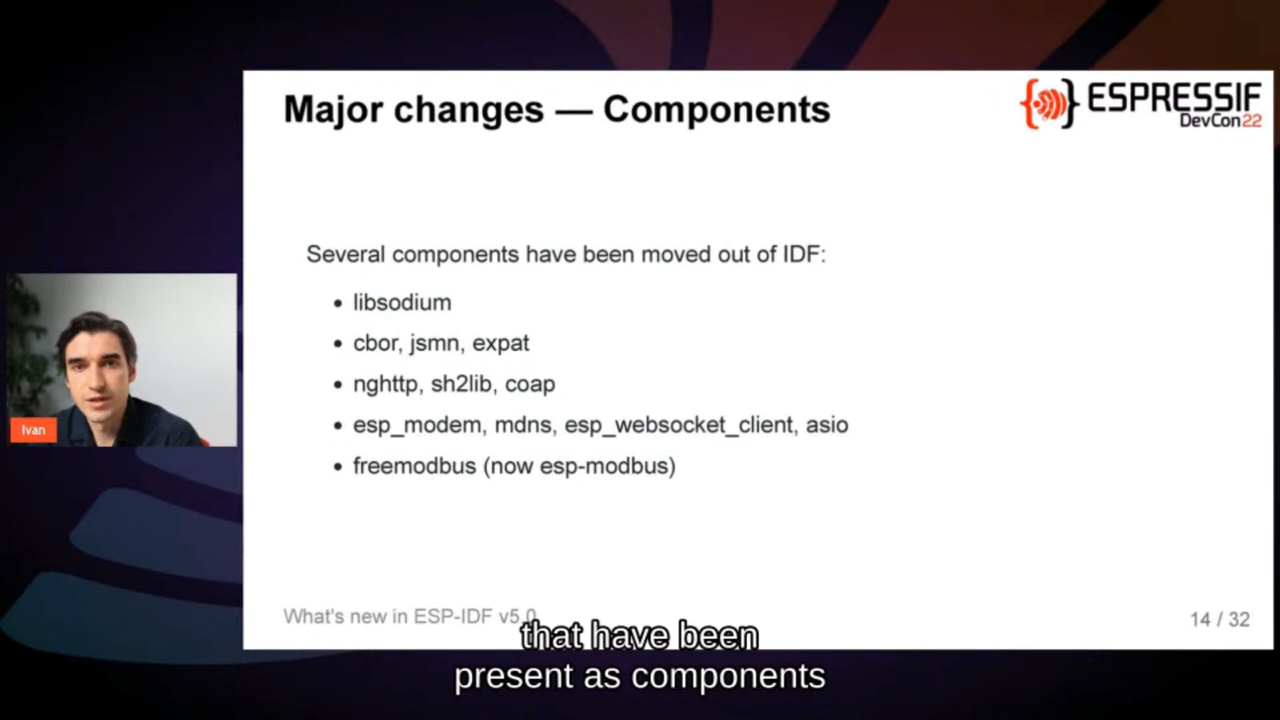 Major changes — Components
{ } ESPRESSIF
DevCon22
Several components have been moved out of IDF:
• libsodium
• cbor, jsmn, expat
• nghttp, sh2lib, coap
• esp_modem, mdns, esp_websocket_client, asio
• freemodbus (now esp-modbus)
Ivan
What's new in ESP-IDF v5.0
14 / 32
that have been
present as components